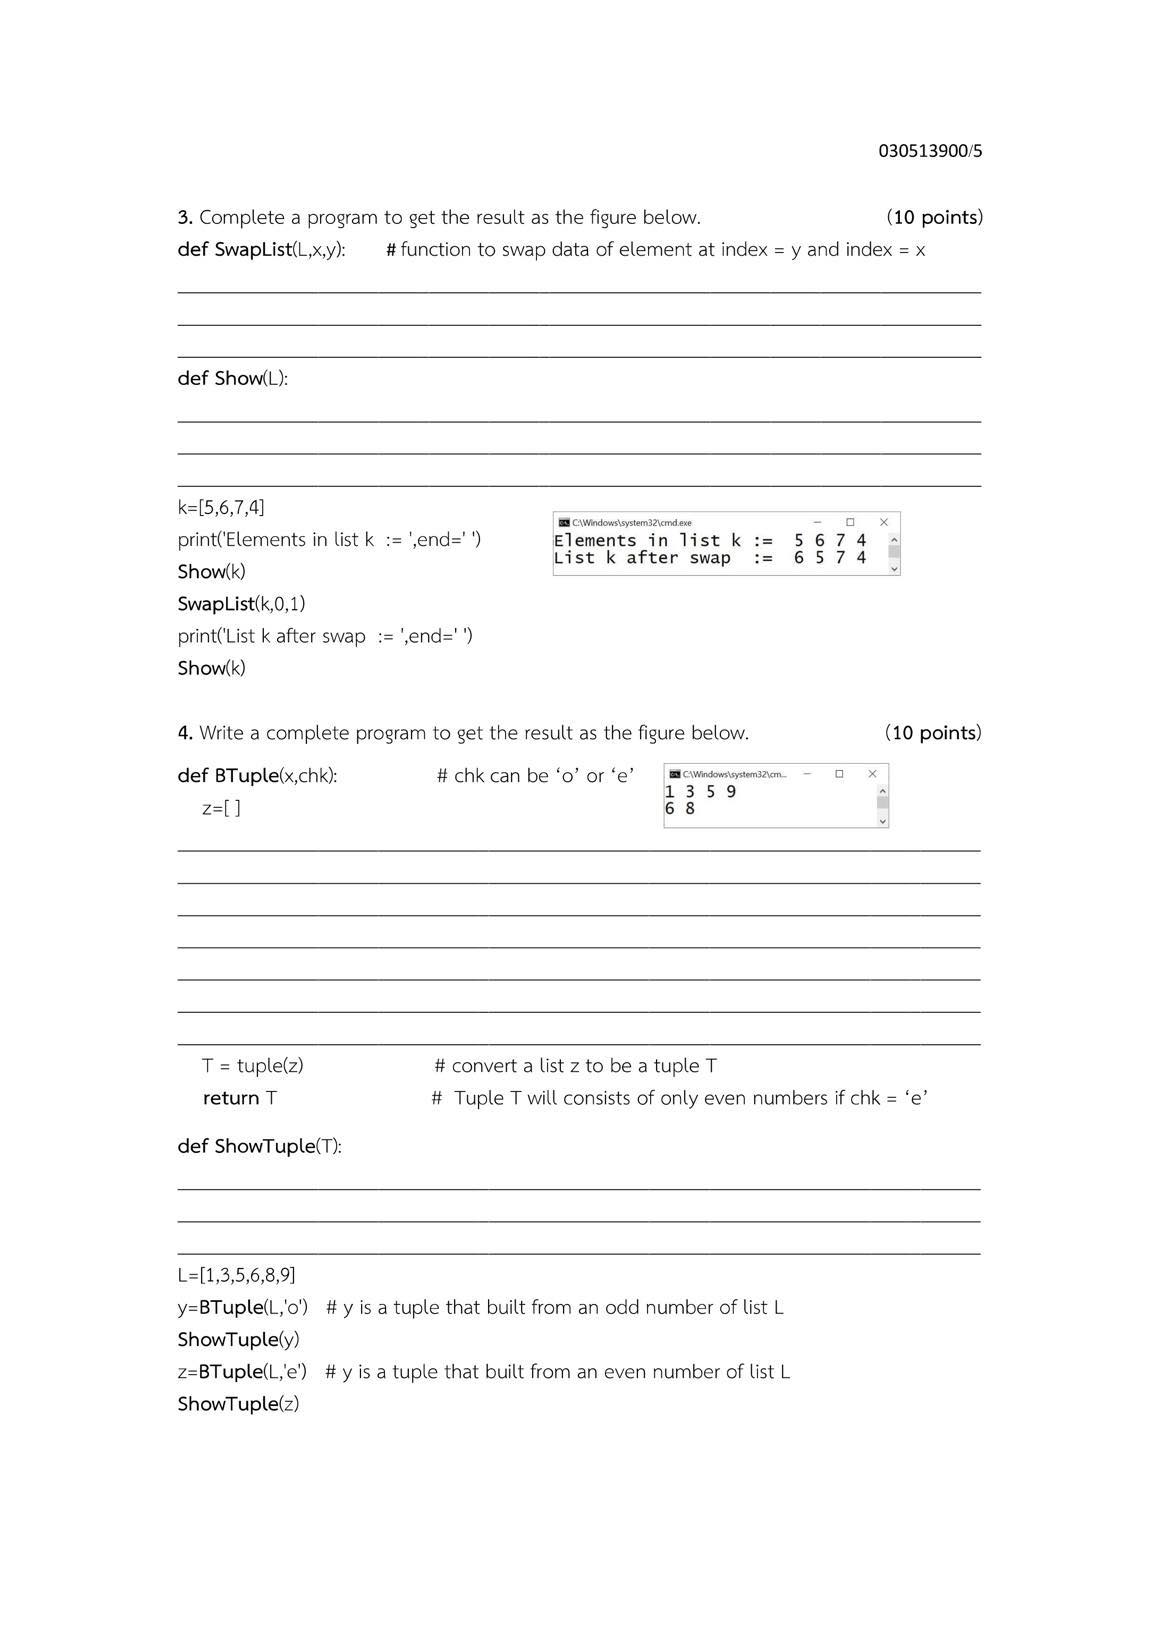 030513900/5
3. Complete a program to get the result as the figure below. (10 points)
def SwapList(L,x,y): # function to swap data of element at index = y and index = x
def Show(L):
k=[5,6,7,4]
print('Elements in list k := ',end=' ')
Show(k)
SwapList(k,0,1)
print('List k after swap := ',end=' ')
Show(k)
C:\Windows\system32\cmd.exe
Elements in list k := 5 6 7 4
List k after swap := 6 5 7 4
4. Write a complete program to get the result as the figure below. (10 points)
def BTuple(x,chk): # chk can be ‘o’ or ‘e’
z=[ ]
C:\Windows\system32\cm...
1 3 5 9
6 8
T = tuple(z) # convert a list z to be a tuple T
return T # Tuple T will consists of only even numbers if chk = ‘e’
def ShowTuple(T):
L=[1,3,5,6,8,9]
y=BTuple(L,'o') # y is a tuple that built from an odd number of list L
ShowTuple(y)
z=BTuple(L,'e') # y is a tuple that built from an even number of list L
ShowTuple(z)